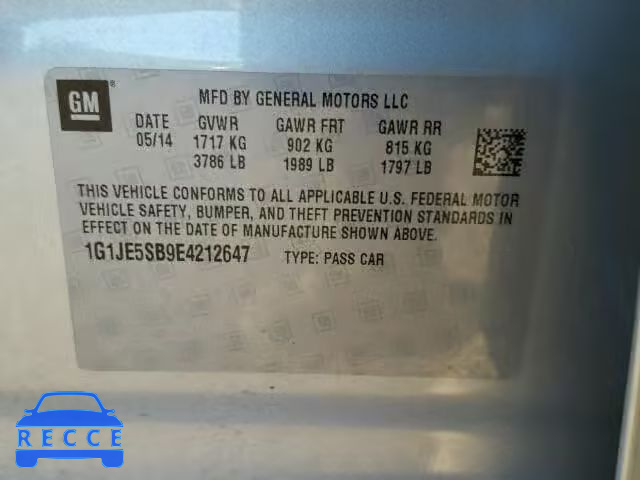 GM ®
MFD BY GENERAL MOTORS LLC
DATE GVWR GAWR FRT GAWR RR
05/14 1717 KG 902 KG 815 KG
3786 LB 1989 LB 1797 LB
THIS VEHICLE CONFORMS TO ALL APPLICABLE U.S. FEDERAL MOTOR
VEHICLE SAFETY, BUMPER, AND THEFT PREVENTION STANDARDS IN
EFFECT ON THE DATE OF MANUFACTURE SHOWN ABOVE.
1G1JE5SB9E4212647 TYPE: PASS CAR
RECCE